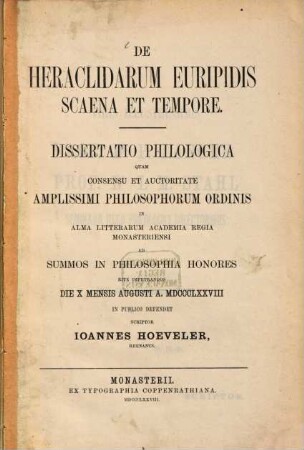 DE
HERACLIDARUM EURIPIDIS
SCAENA ET TEMPORE.
DISSERTATIO PHILOLOGICA
QUAM
CONSENSU ET AUCTORITATE
AMPLISSIMI PHILOSOPHORUM ORDINIS
IN
ALMA LITTERARUM ACADEMIA REGIA
MONASTERIENSI
AD
SUMMOS IN PHILOSOPHIA HONORES
RITE IMPETRANDOS
DIE X MENSIS AUGUSTI A. MDCCCLXXVIII
IN PUBLICO DEFENDET
SCRIPTOR
IOANNES HOEVELER,
RHENANUS.
MONASTERII.
EX TYPOGRAPHIA COPPENRATHIANA.
MDCCCLXXVIII.